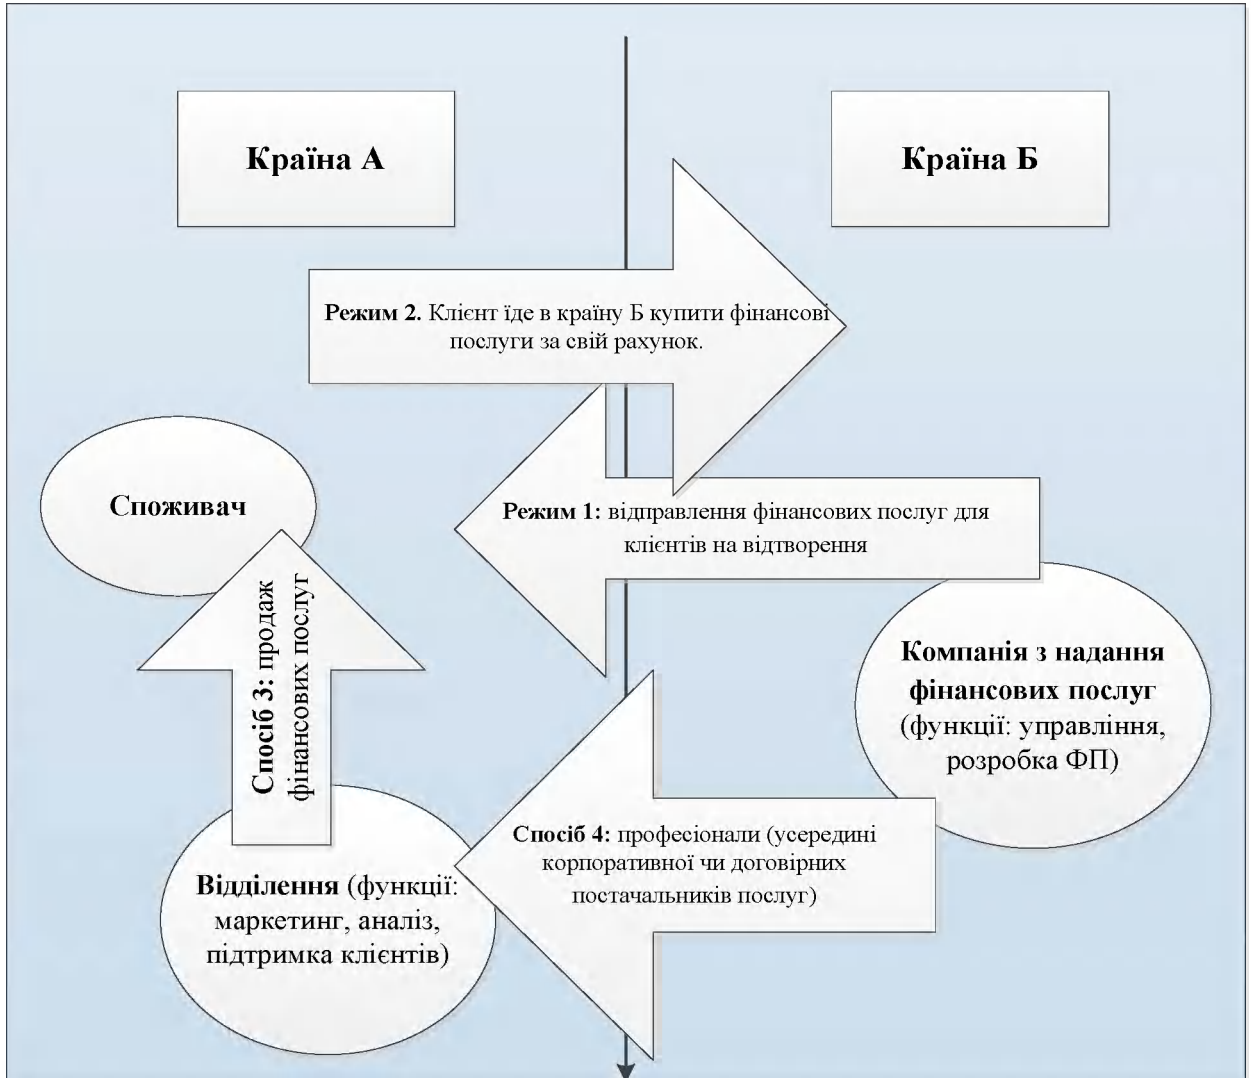 Країна А
Країна Б
Режим 2. Клієнт їде в країну Б купити фінансові
послуги за свій рахунок.
Споживач
Режим 1: відправлення фінансових послуг для
клієнтів на відтворення
Спосіб 3: продаж
фінансових послуг
Компанія з надання
фінансових послуг
(функції: управління,
розробка ФП)
Спосіб 4: професіонали (усередині
корпоративної чи договірних
постачальників послуг)
Відділення (функції:
маркетинг, аналіз,
підтримка клієнтів)